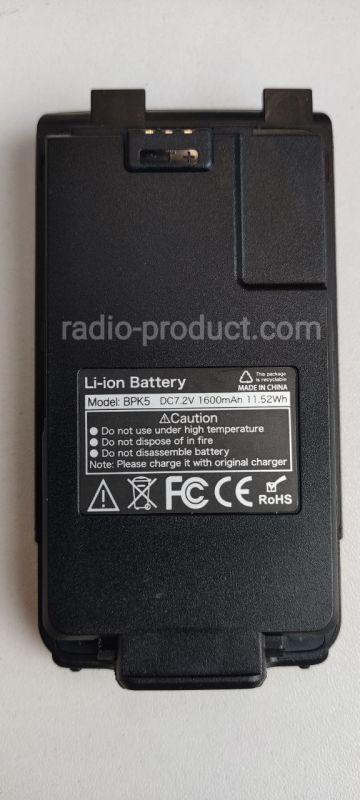 radio-product.com
Li-ion Battery
This package
is recyclable
MADE IN CHINA
Model: BPK5 DC7.2V 1600mAh 11.52Wh
⚠Caution
● Do not use under high temperature
● Do not dispose of in fire
● Do not disassemble battery
Note: Please charge it with original charger
FC CE RoHS